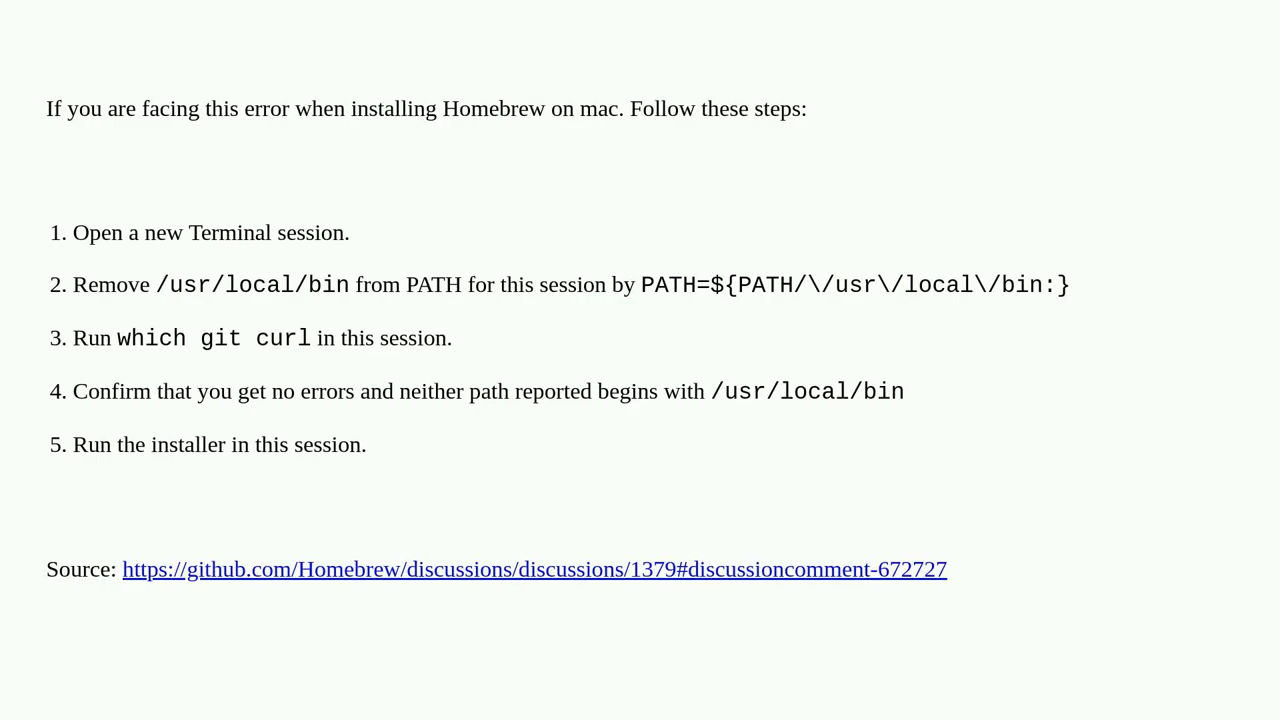 If you are facing this error when installing Homebrew on mac. Follow these steps:
1. Open a new Terminal session.
2. Remove /usr/local/bin from PATH for this session by PATH=${PATH/\/usr\/local\/bin:}
3. Run which git curl in this session.
4. Confirm that you get no errors and neither path reported begins with /usr/local/bin
5. Run the installer in this session.
Source: https://github.com/Homebrew/discussions/discussions/1379#discussioncomment-672727